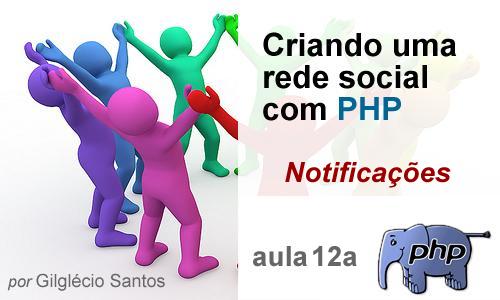 Criando uma
rede social
com PHP
Notificações
aula 12a
php
por Gilglécio Santos